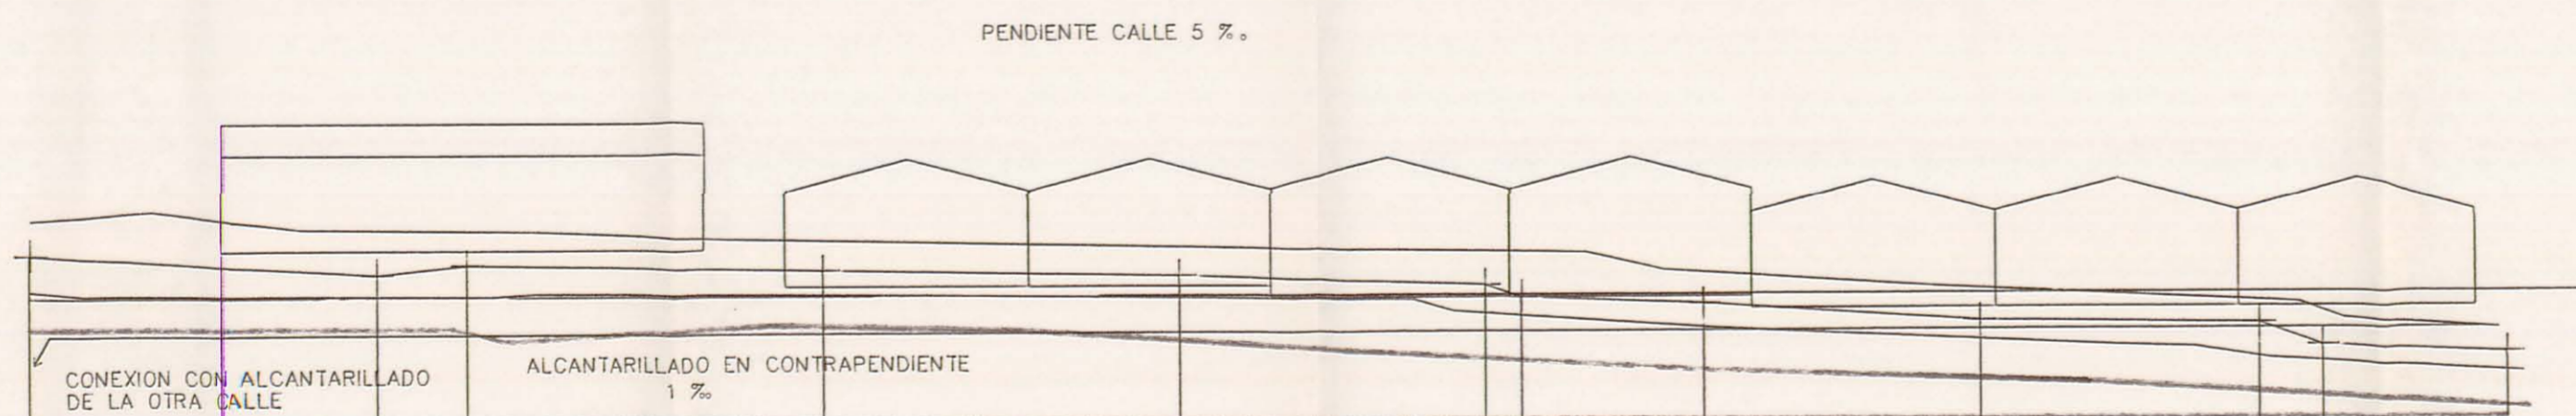 PENDIENTE CALLE 5 ‰
ALCANTARILLADO EN CONTRAPENDIENTE
1 ‰
CONEXION CON ALCANTARILLADO
DE LA OTRA CALLE